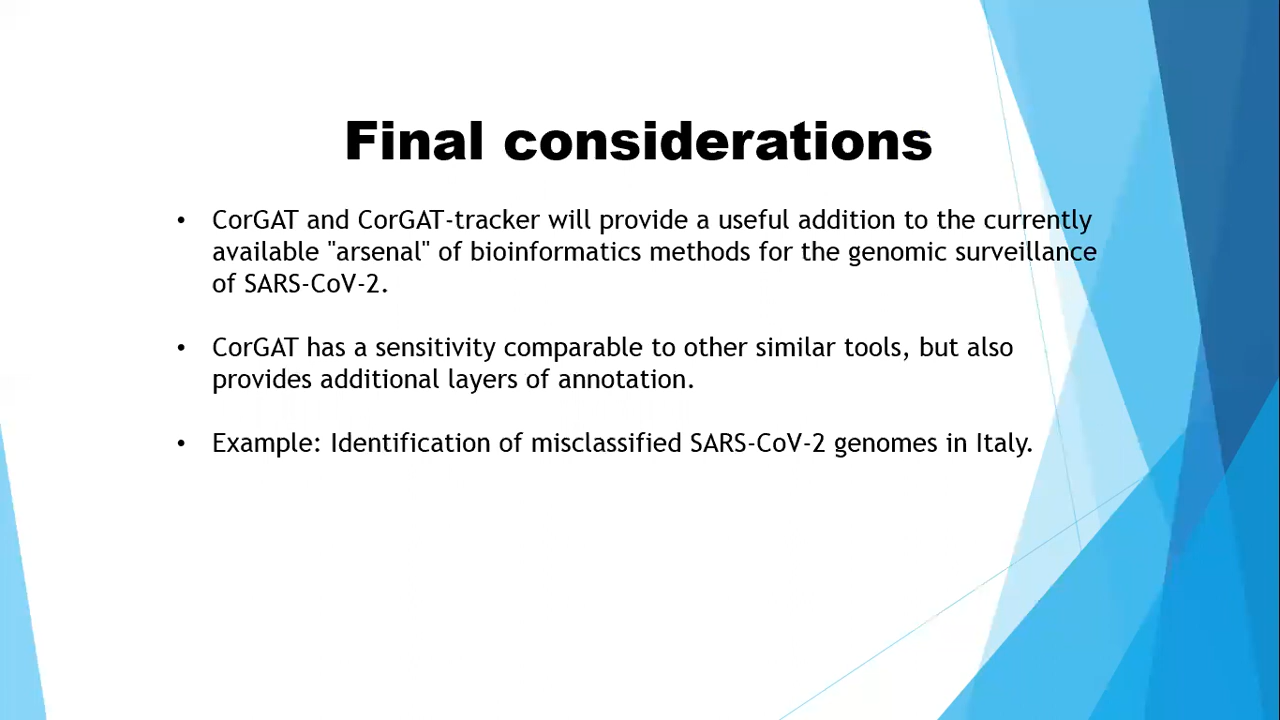 Final considerations
• CorGAT and CorGAT-tracker will provide a useful addition to the currently
available "arsenal" of bioinformatics methods for the genomic surveillance
of SARS-CoV-2.
• CorGAT has a sensitivity comparable to other similar tools, but also
provides additional layers of annotation.
• Example: Identification of misclassified SARS-CoV-2 genomes in Italy.